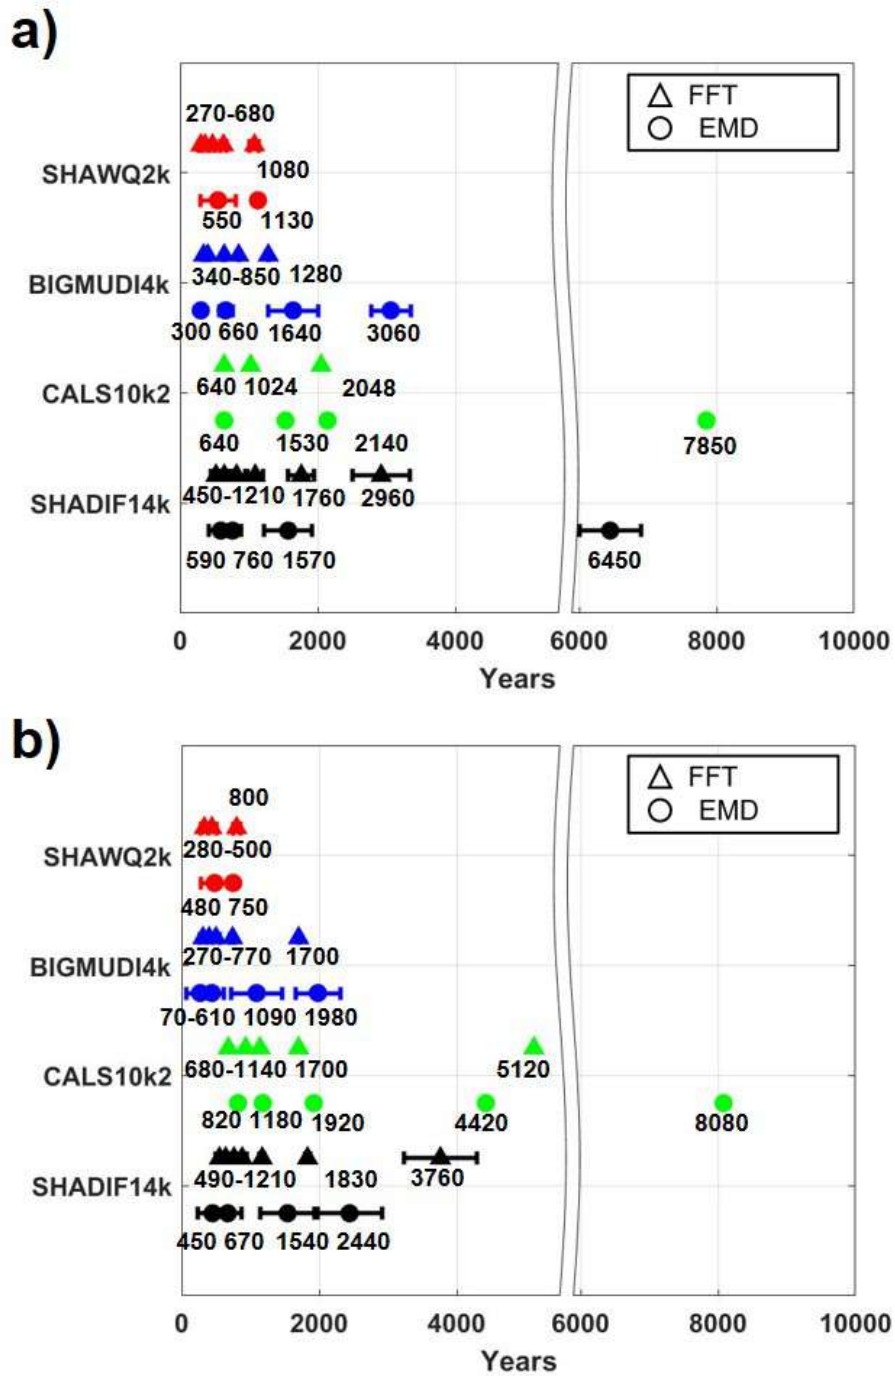 a)
FFT
EMD
270-680
SHAWQ2k
1080
550 1130
BIGMUDI4k
340-850 1280
300 660 1640 3060
CALS10k2
640 1024 2048
640 1530 2140 7850
SHADIF14k
450-1210 1760 2960
590 760 1570 6450
0 2000 4000 6000 8000 10000
Years
b)
FFT
EMD
800
SHAWQ2k
280-500
480 750
BIGMUDI4k
270-770 1700
70-610 1090 1980
CALS10k2
680-1140 1700 5120
820 1180 1920 4420 8080
SHADIF14k
490-1210 1830 3760
450 670 1540 2440
0 2000 4000 6000 8000 10000
Years